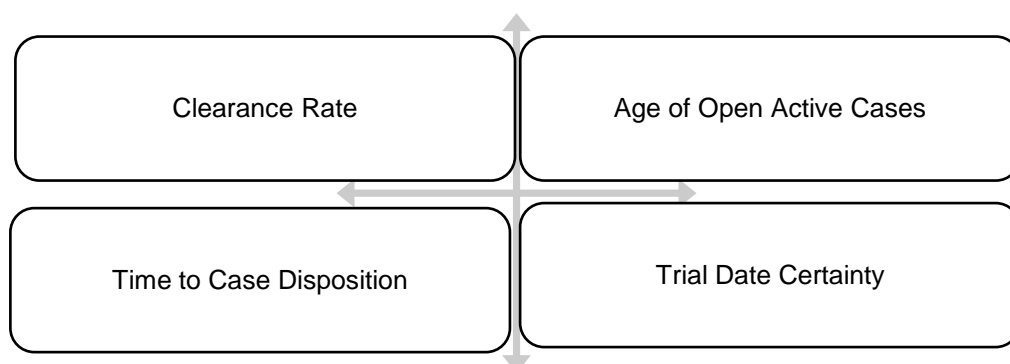 Clearance Rate
Age of Open Active Cases
Time to Case Disposition
Trial Date Certainty